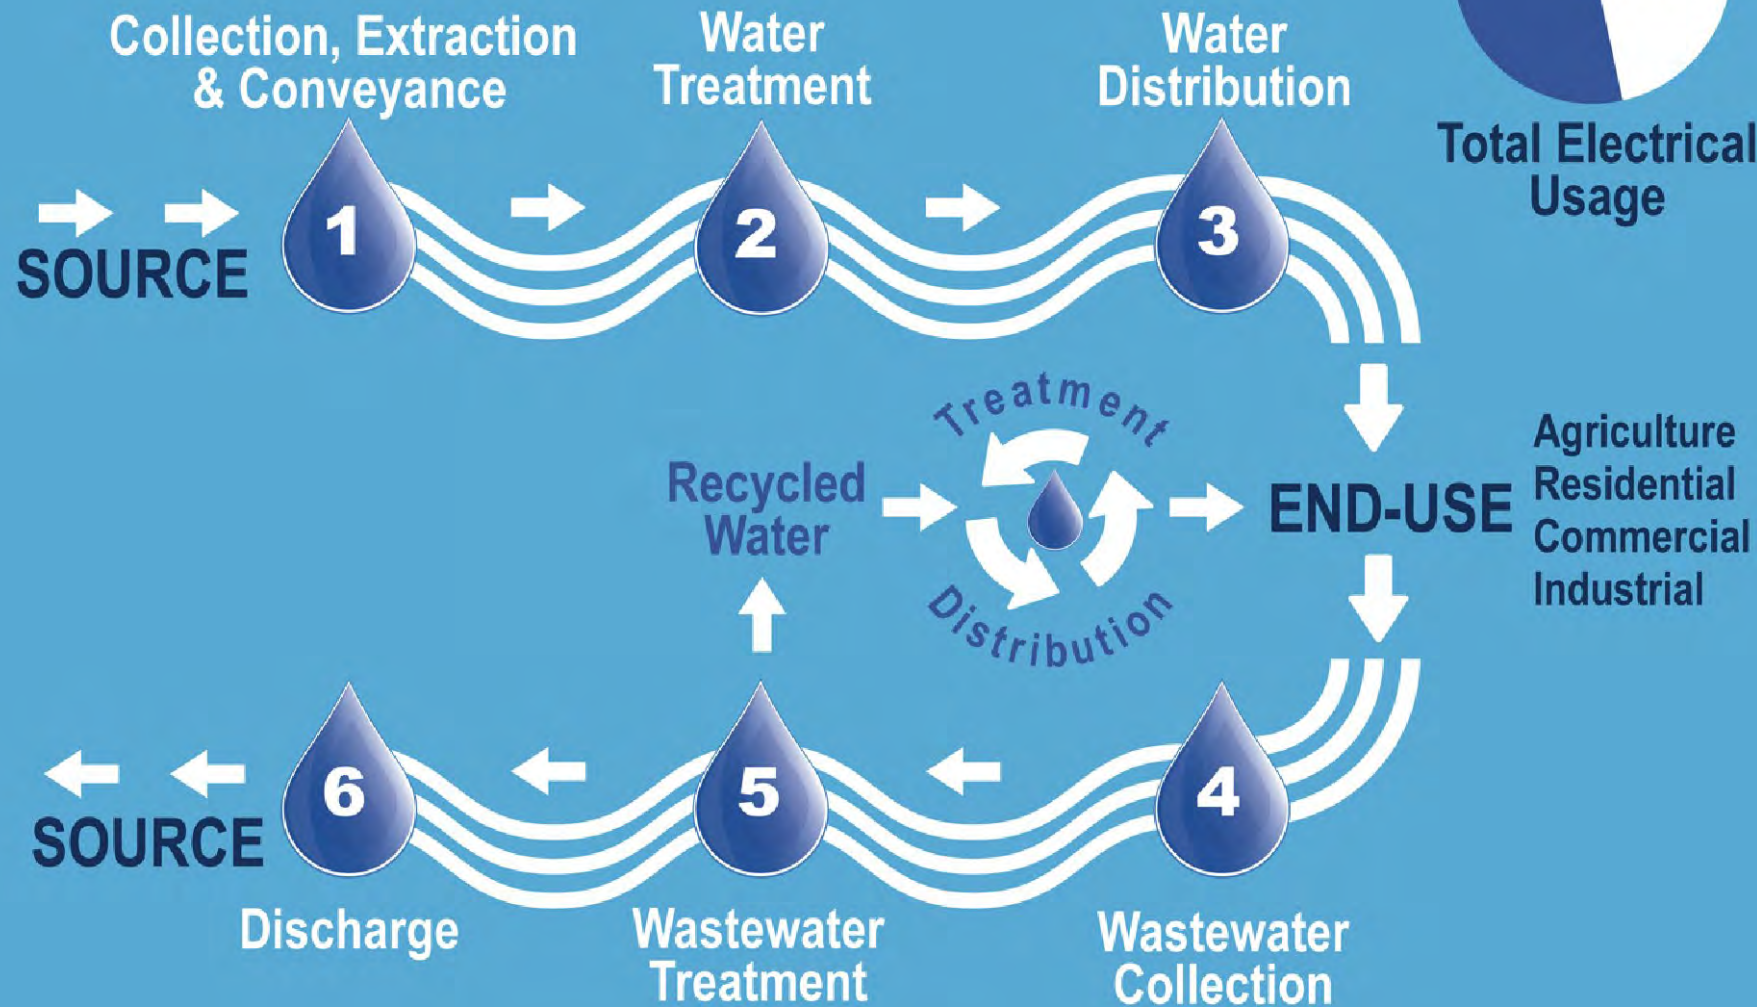 Collection, Extraction
& Conveyance
Water
Treatment
Water
Distribution
Total Electrical
Usage
SOURCE
1
2
3
Treatment
Recycled
Water
Distribution
END-USE
Agriculture
Residential
Commercial
Industrial
SOURCE
6
5
4
Discharge
Wastewater
Treatment
Wastewater
Collection